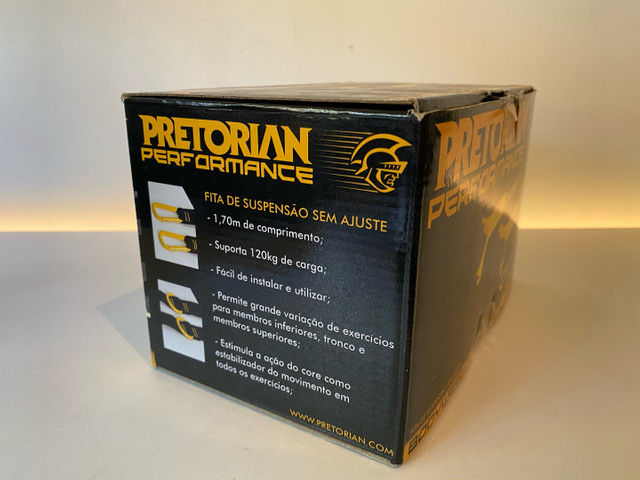 PRETORIAN
PERFORMANCE
FITA DE SUSPENSÃO SEM AJUSTE
- 1,70m de comprimento;
- Suporta 120kg de carga;
- Fácil de instalar e utilizar;
- Permite grande variação de exercícios
para membros inferiores, tronco e
membros superiores;
- Estimula a ação do core como
estabilizador do movimento em
todos os exercícios;
WWW.PRETORIAN.COM
PRETORIAN
PERFORMANCE